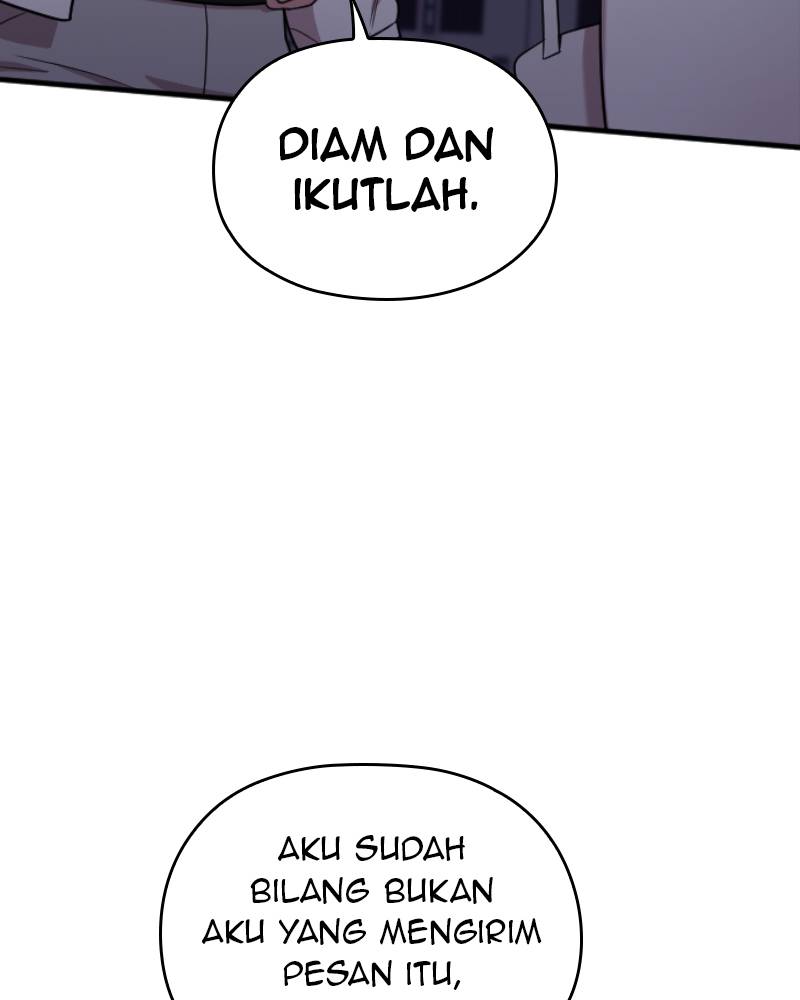 DIAM DAN
IKUTLAH.
AKU SUDAH
BILANG BUKAN
AKU YANG MENGIRIM
PESAN ITU,